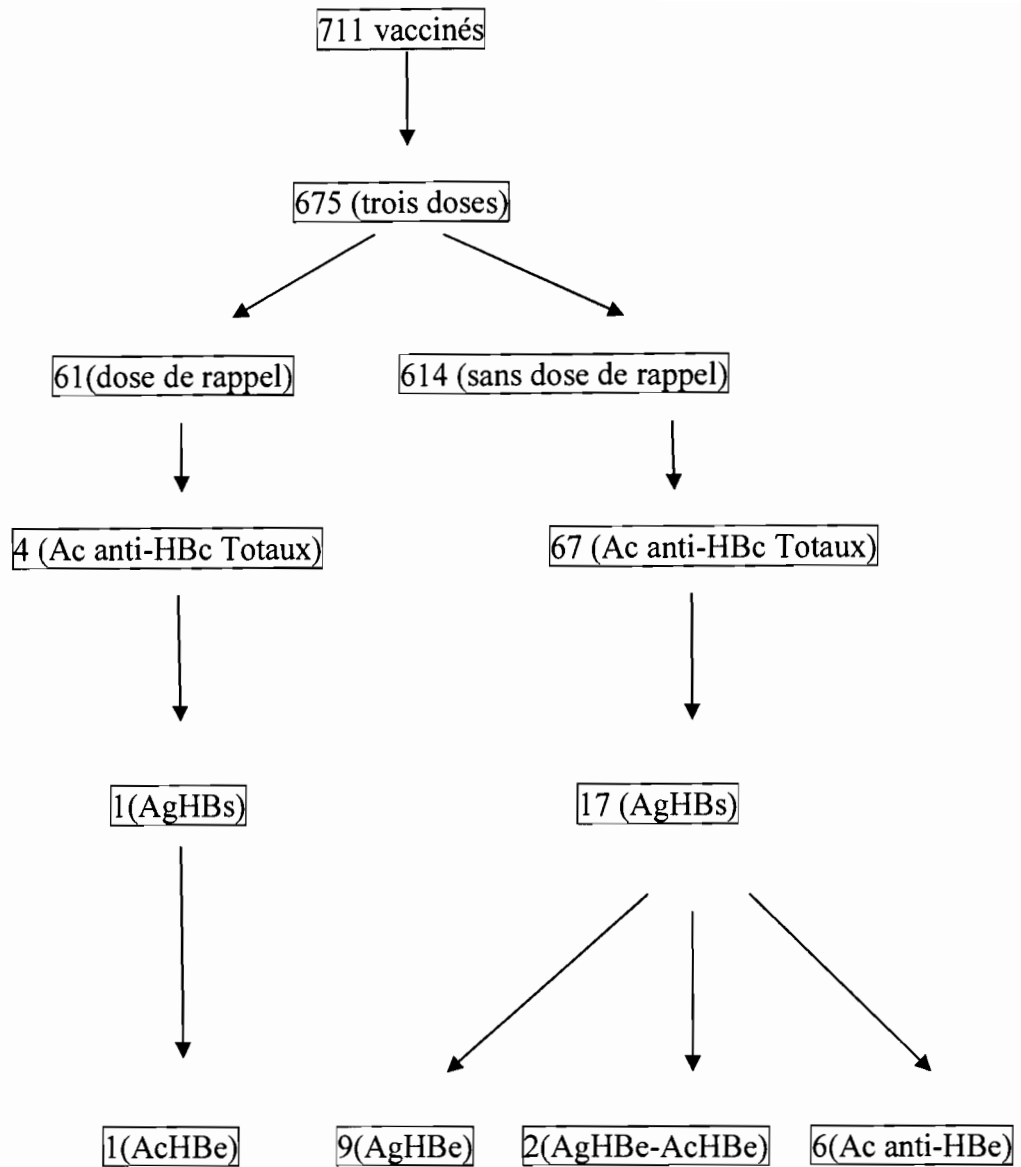 711 vaccinés
675 (trois doses)
61(dose de rappel)
614 (sans dose de rappel)
4 (Ac anti-HBc Totaux)
67 (Ac anti-HBc Totaux)
1(AgHBs)
17 (AgHBs)
1(AcHBe)
9(AgHBe)
2(AgHBe-AcHBe)
6(Ac anti-HBe)